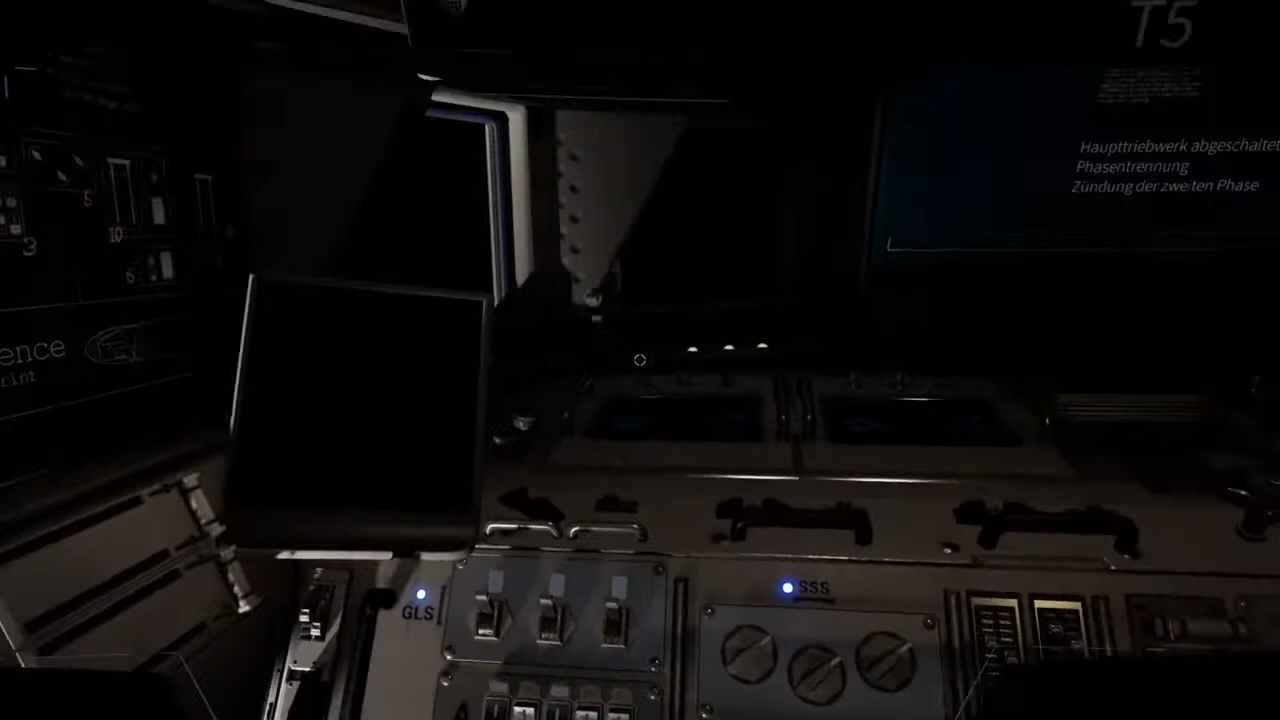 T5
Haupttriebwerk abgeschaltet
Phasentrennung
Zündung der zweiten Phase
5
3
10
6
ence
rint
GLS
SSS